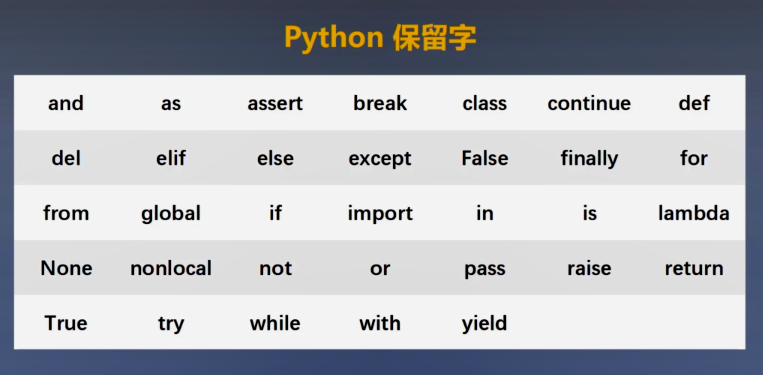 Python 保留字
and as assert break class continue def
del elif else except False finally for
from global if import in is lambda
None nonlocal not or pass raise return
True try while with yield